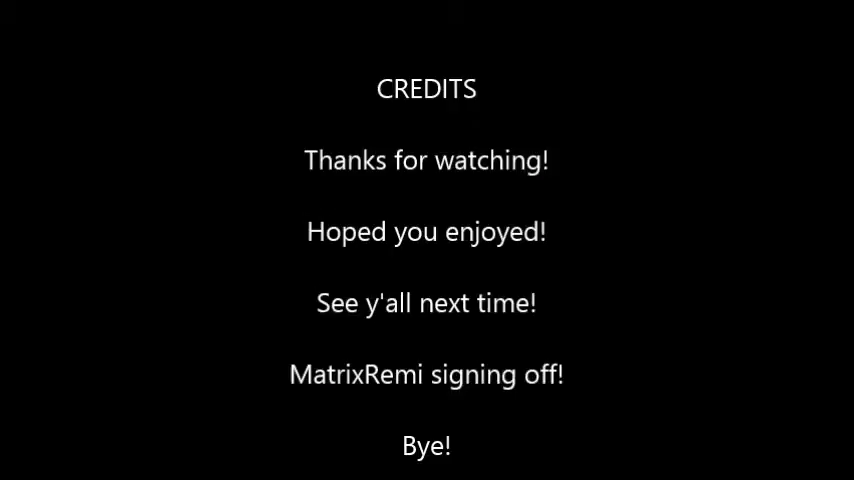 CREDITS
Thanks for watching!
Hoped you enjoyed!
See y'all next time!
MatrixRemi signing off!
Bye!